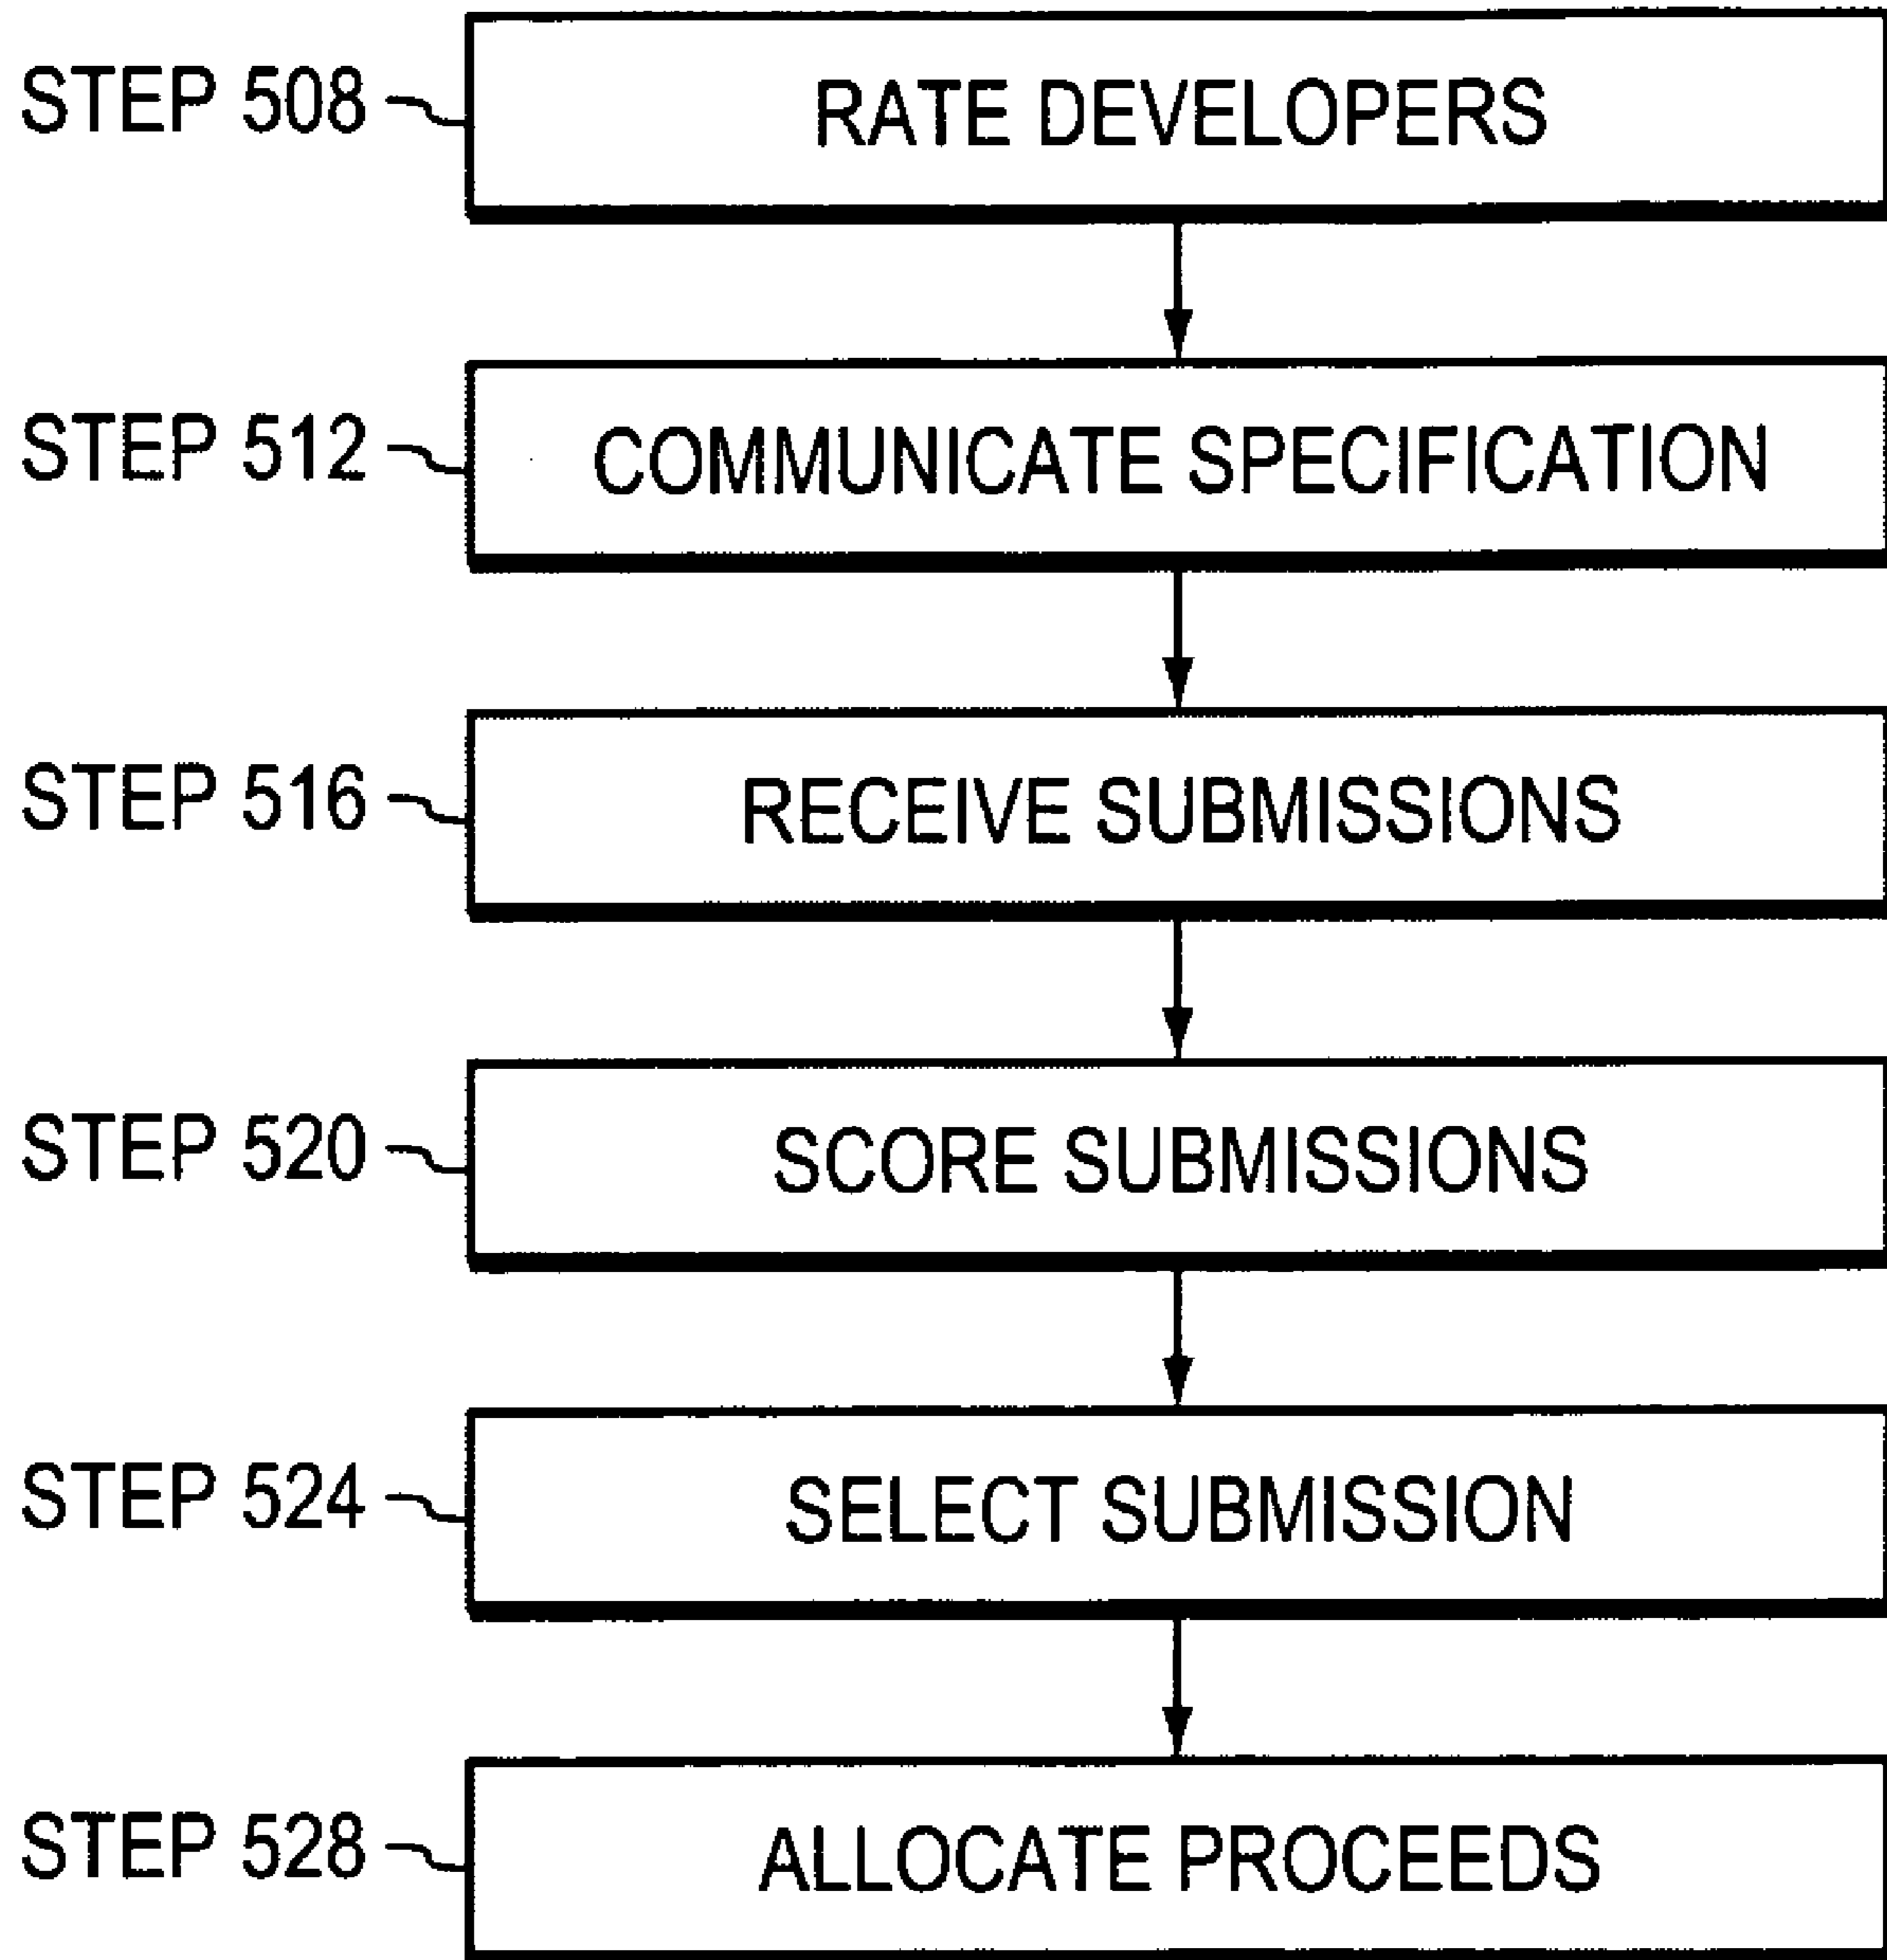 STEP 508 RATE DEVELOPERS
STEP 512 COMMUNICATE SPECIFICATION
STEP 516 RECEIVE SUBMISSIONS
STEP 520 SCORE SUBMISSIONS
STEP 524 SELECT SUBMISSION
STEP 528 ALLOCATE PROCEEDS